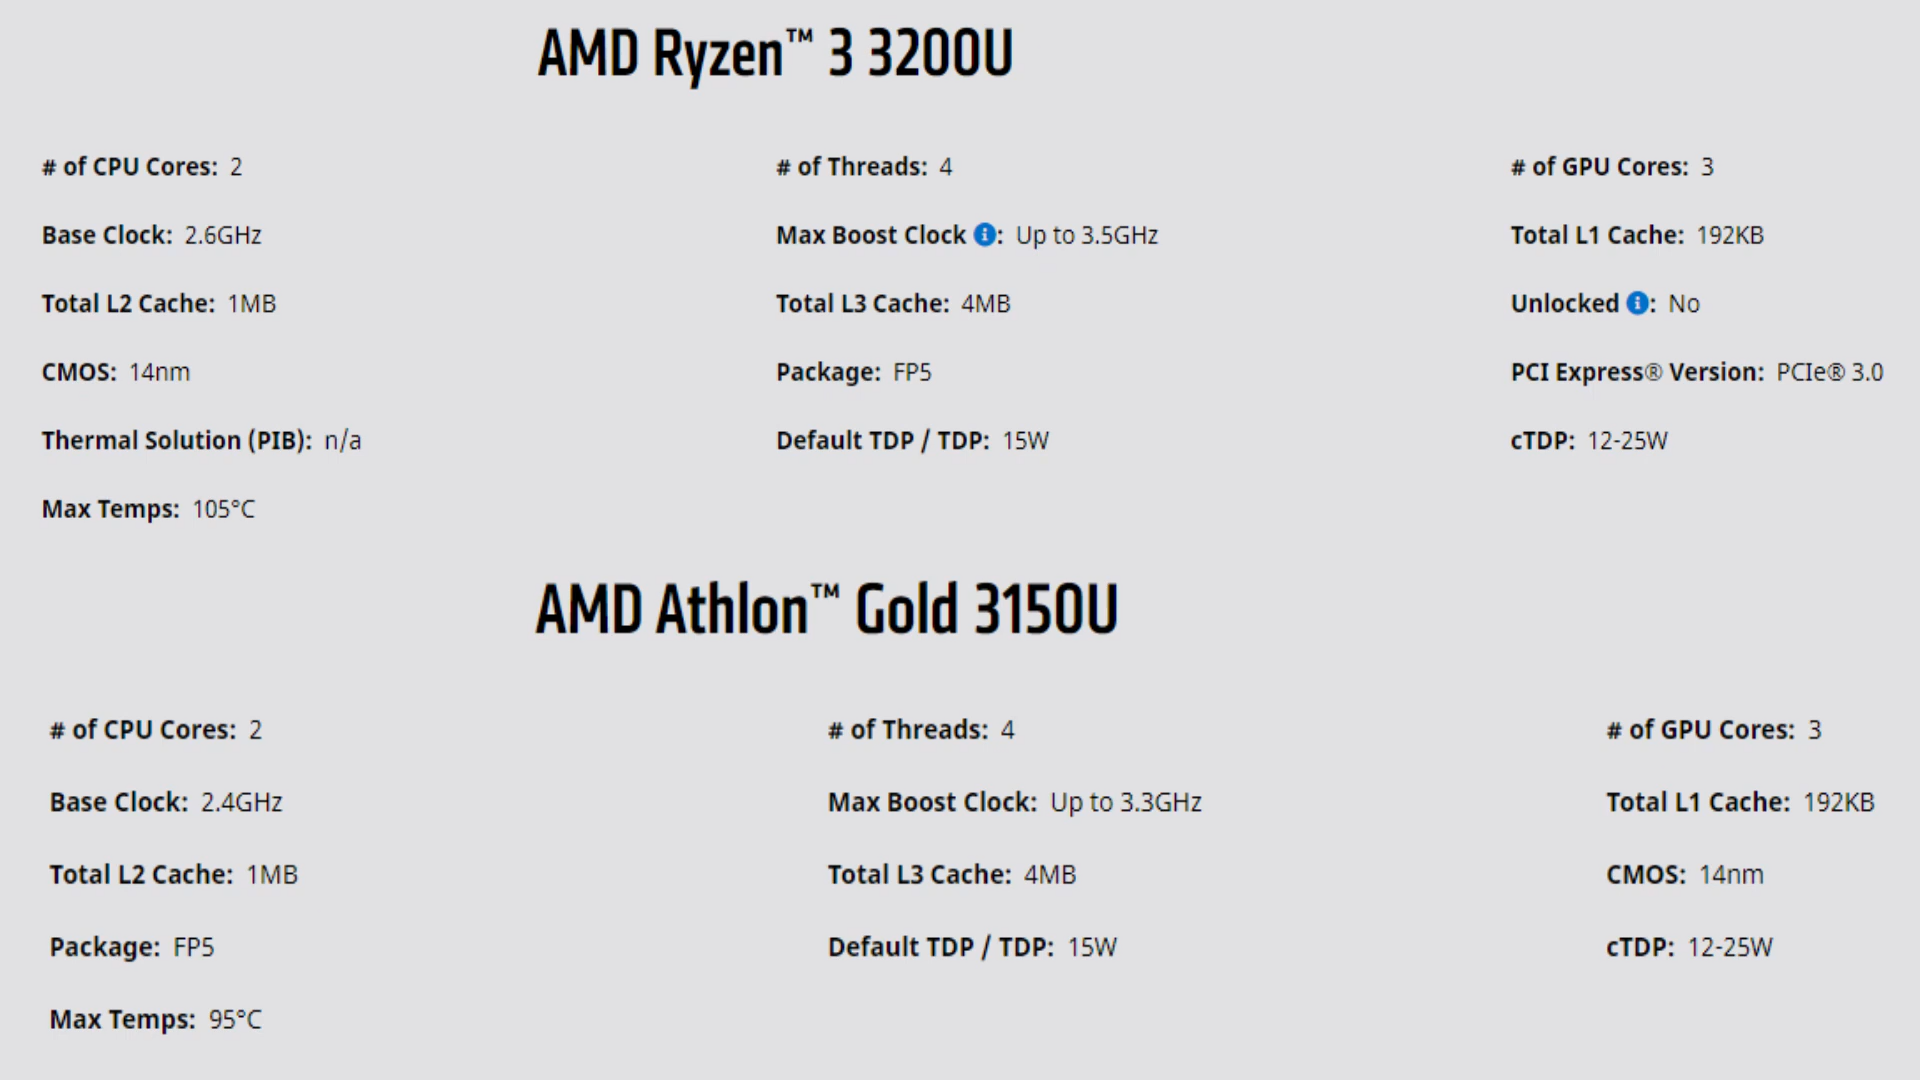 AMD Ryzen™ 3 3200U
# of CPU Cores: 2
# of Threads: 4
# of GPU Cores: 3
Base Clock: 2.6GHz
Max Boost Clock i: Up to 3.5GHz
Total L1 Cache: 192KB
Total L2 Cache: 1MB
Total L3 Cache: 4MB
Unlocked i: No
CMOS: 14nm
Package: FP5
PCI Express® Version: PCIe® 3.0
Thermal Solution (PIB): n/a
Default TDP / TDP: 15W
cTDP: 12-25W
Max Temps: 105°C
AMD Athlon™ Gold 3150U
# of CPU Cores: 2
# of Threads: 4
# of GPU Cores: 3
Base Clock: 2.4GHz
Max Boost Clock: Up to 3.3GHz
Total L1 Cache: 192KB
Total L2 Cache: 1MB
Total L3 Cache: 4MB
CMOS: 14nm
Package: FP5
Default TDP / TDP: 15W
cTDP: 12-25W
Max Temps: 95°C